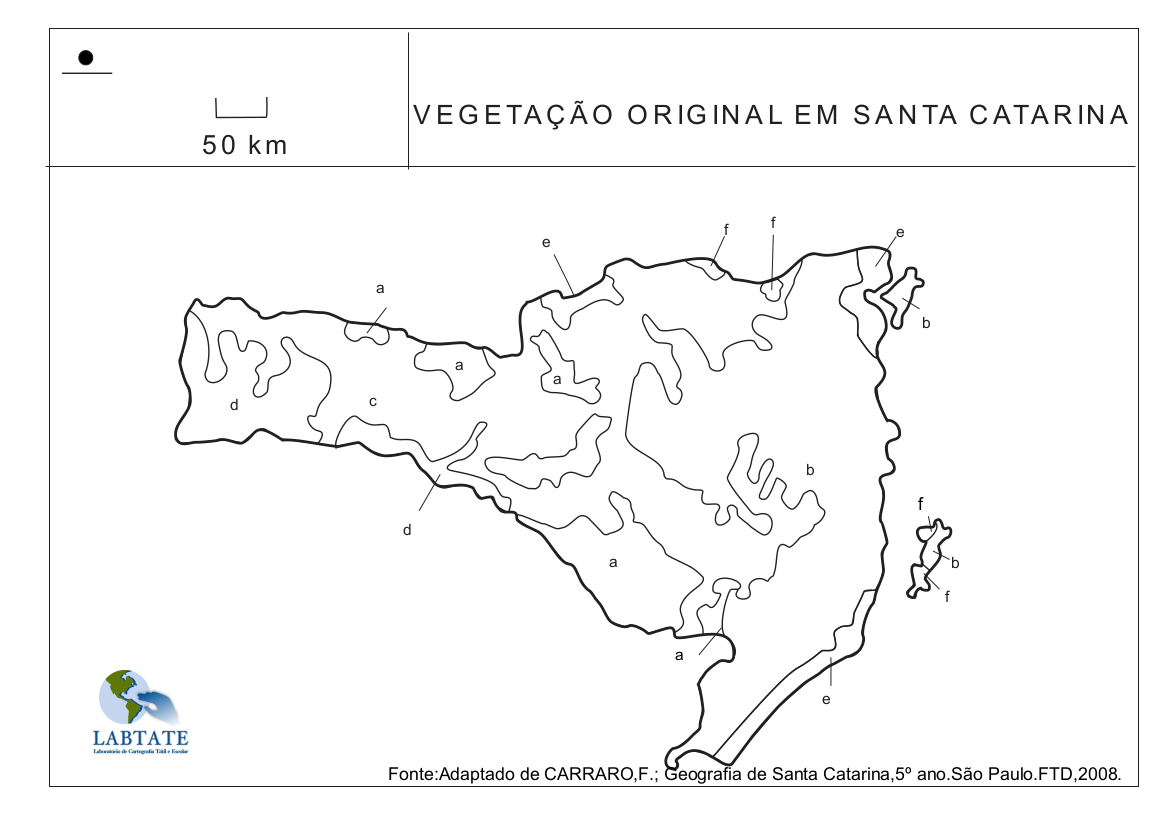 VEGETAÇÃO ORIGINAL EM SANTA CATARINA
50 km
f
f
e
e
a
b
a
a
c
d
b
f
d
a
b
f
a
e
LABTATE
Laboratório de Cartografia Tátil e Escolar
Fonte:Adaptado de CARRARO,F.; Geografia de Santa Catarina,5º ano.São Paulo.FTD,2008.